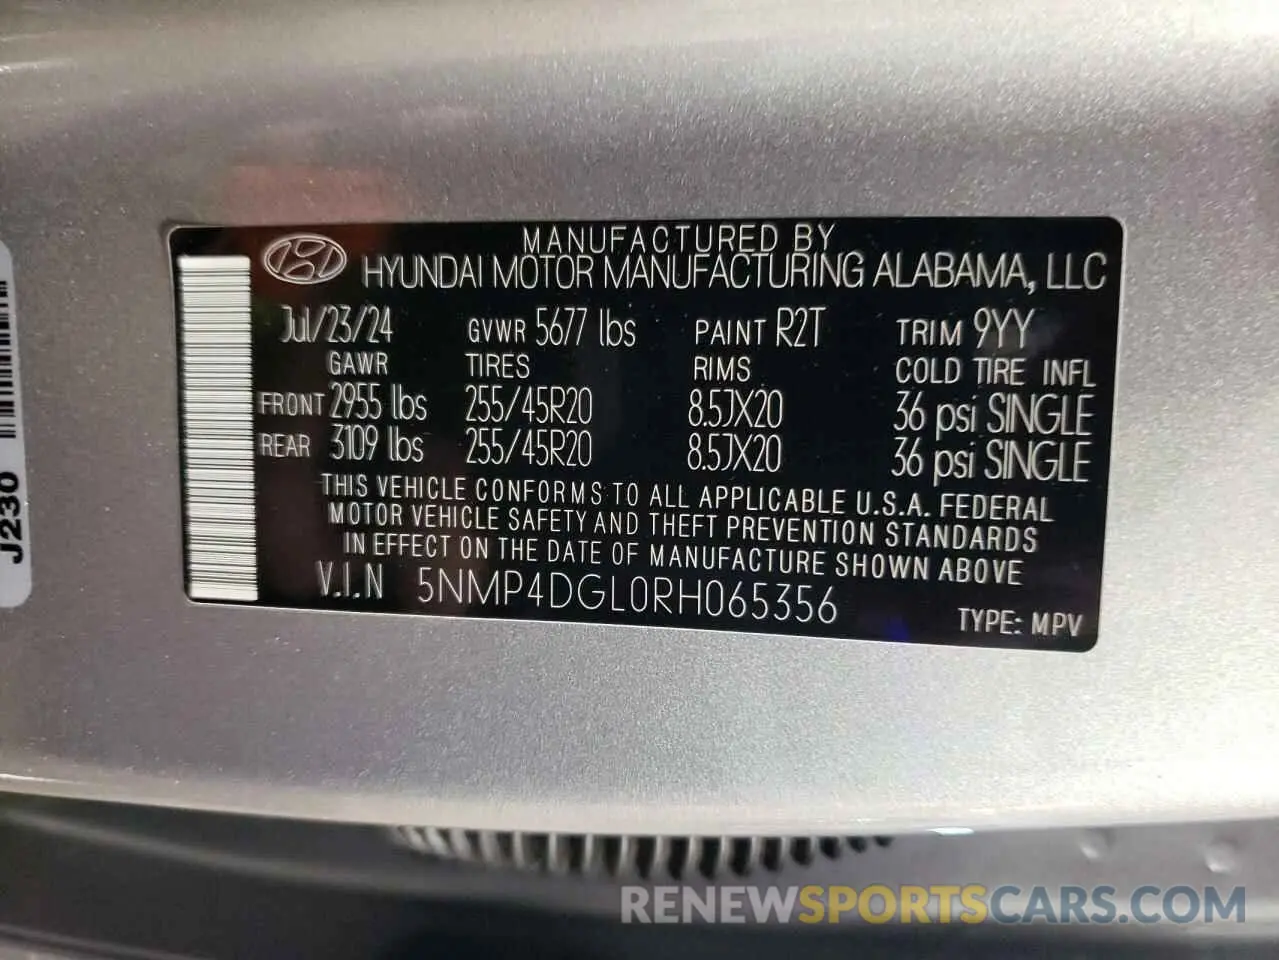 MANUFACTURED BY
HYUNDAI MOTOR MANUFACTURING ALABAMA, LLC
Jul/23/24 GVWR 5677 lbs PAINT R2T TRIM 9YY
GAWR TIRES RIMS COLD TIRE INFL
FRONT 2955 lbs 255/45R20 8.5JX20 36 psi SINGLE
REAR 3109 lbs 255/45R20 8.5JX20 36 psi SINGLE
THIS VEHICLE CONFORMS TO ALL APPLICABLE U.S.A. FEDERAL
MOTOR VEHICLE SAFETY AND THEFT PREVENTION STANDARDS
IN EFFECT ON THE DATE OF MANUFACTURE SHOWN ABOVE
V.I.N 5NMP4DGL0RH065356
TYPE: MPV
J230
RENEWSPORTSCARS.COM